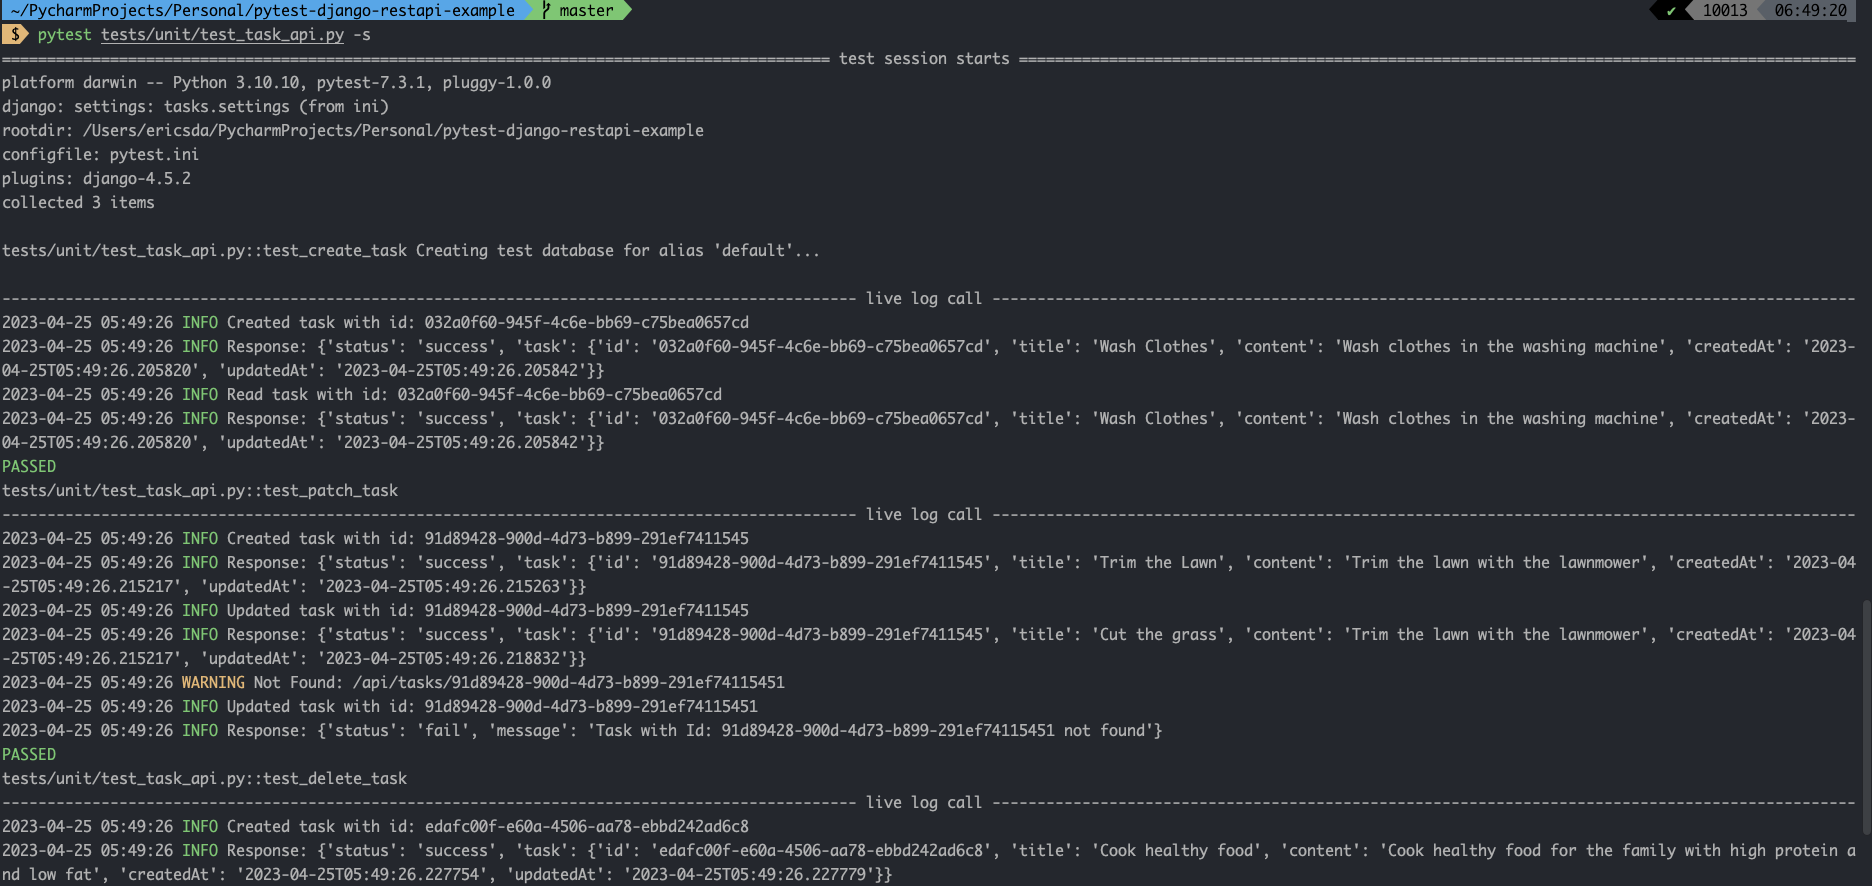 ~/PycharmProjects/Personal/pytest-django-restapi-example master ✔ 10013 06:49:20
$ pytest tests/unit/test_task_api.py -s
============================================================================================ test session starts =============================================================================================
platform darwin -- Python 3.10.10, pytest-7.3.1, pluggy-1.0.0
django: settings: tasks.settings (from ini)
rootdir: /Users/ericsda/PycharmProjects/Personal/pytest-django-restapi-example
configfile: pytest.ini
plugins: django-4.5.2
collected 3 items
tests/unit/test_task_api.py::test_create_task Creating test database for alias 'default'...
----------------------------------------------------------------------------------------------- live log call ------------------------------------------------------------------------------------------------
2023-04-25 05:49:26 INFO Created task with id: 032a0f60-945f-4c6e-bb69-c75bea0657cd
2023-04-25 05:49:26 INFO Response: {'status': 'success', 'task': {'id': '032a0f60-945f-4c6e-bb69-c75bea0657cd', 'title': 'Wash Clothes', 'content': 'Wash clothes in the washing machine', 'createdAt': '2023-
04-25T05:49:26.205820', 'updatedAt': '2023-04-25T05:49:26.205842'}}
2023-04-25 05:49:26 INFO Read task with id: 032a0f60-945f-4c6e-bb69-c75bea0657cd
2023-04-25 05:49:26 INFO Response: {'status': 'success', 'task': {'id': '032a0f60-945f-4c6e-bb69-c75bea0657cd', 'title': 'Wash Clothes', 'content': 'Wash clothes in the washing machine', 'createdAt': '2023-
04-25T05:49:26.205820', 'updatedAt': '2023-04-25T05:49:26.205842'}}
PASSED
tests/unit/test_task_api.py::test_patch_task
----------------------------------------------------------------------------------------------- live log call ------------------------------------------------------------------------------------------------
2023-04-25 05:49:26 INFO Created task with id: 91d89428-900d-4d73-b899-291ef7411545
2023-04-25 05:49:26 INFO Response: {'status': 'success', 'task': {'id': '91d89428-900d-4d73-b899-291ef7411545', 'title': 'Trim the Lawn', 'content': 'Trim the lawn with the lawnmower', 'createdAt': '2023-04
-25T05:49:26.215217', 'updatedAt': '2023-04-25T05:49:26.215263'}}
2023-04-25 05:49:26 INFO Updated task with id: 91d89428-900d-4d73-b899-291ef7411545
2023-04-25 05:49:26 INFO Response: {'status': 'success', 'task': {'id': '91d89428-900d-4d73-b899-291ef7411545', 'title': 'Cut the grass', 'content': 'Trim the lawn with the lawnmower', 'createdAt': '2023-04
-25T05:49:26.215217', 'updatedAt': '2023-04-25T05:49:26.218832'}}
2023-04-25 05:49:26 WARNING Not Found: /api/tasks/91d89428-900d-4d73-b899-291ef74115451
2023-04-25 05:49:26 INFO Updated task with id: 91d89428-900d-4d73-b899-291ef74115451
2023-04-25 05:49:26 INFO Response: {'status': 'fail', 'message': 'Task with Id: 91d89428-900d-4d73-b899-291ef74115451 not found'}
PASSED
tests/unit/test_task_api.py::test_delete_task
----------------------------------------------------------------------------------------------- live log call ------------------------------------------------------------------------------------------------
2023-04-25 05:49:26 INFO Created task with id: edafc00f-e60a-4506-aa78-ebbd242ad6c8
2023-04-25 05:49:26 INFO Response: {'status': 'success', 'task': {'id': 'edafc00f-e60a-4506-aa78-ebbd242ad6c8', 'title': 'Cook healthy food', 'content': 'Cook healthy food for the family with high protein a
nd low fat', 'createdAt': '2023-04-25T05:49:26.227754', 'updatedAt': '2023-04-25T05:49:26.227779'}}